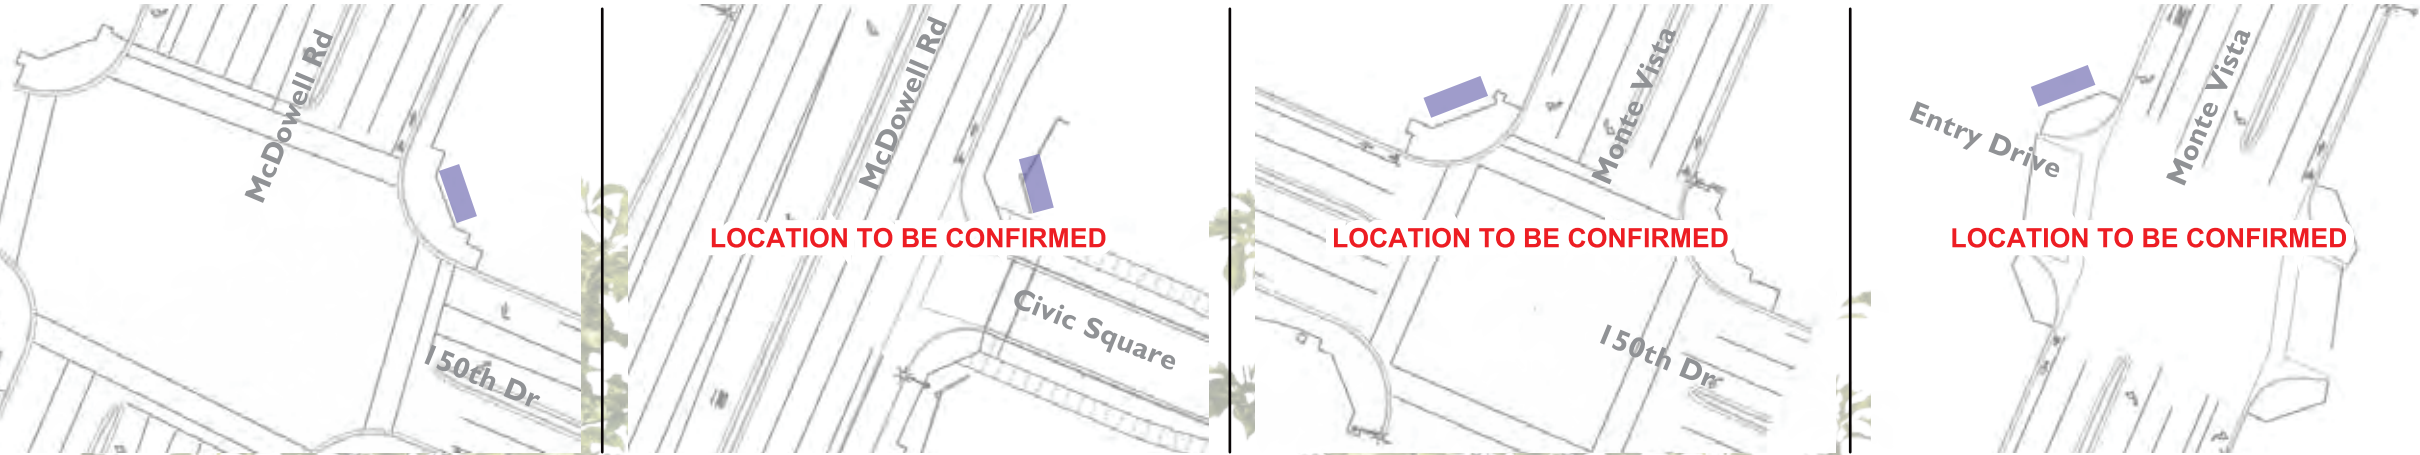 McDowell Rd
150th Dr
McDowell Rd
LOCATION TO BE CONFIRMED
Civic Square
Monte Vista
LOCATION TO BE CONFIRMED
150th Dr
Entry Drive
Monte Vista
LOCATION TO BE CONFIRMED